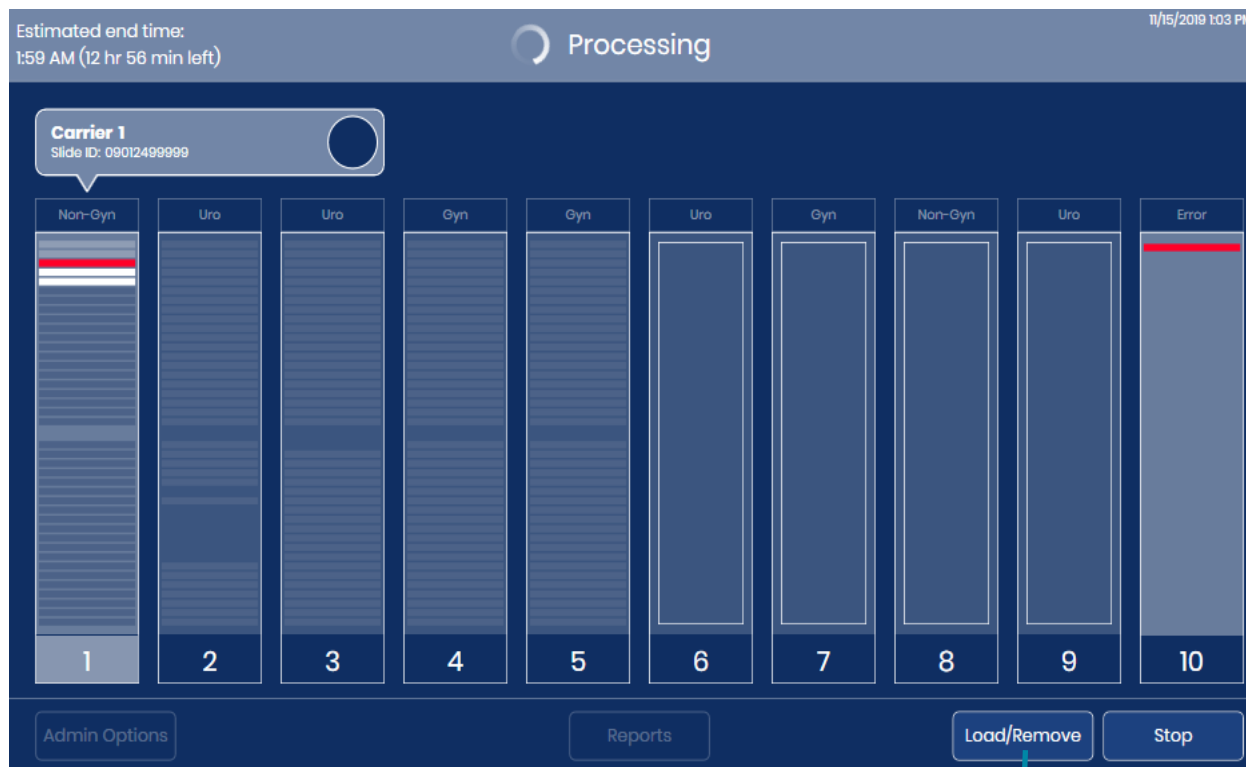 Estimated end time:
1:59 AM (12 hr 56 min left)
Processing
11/15/2019 1:03 PM
Carrier 1
Slide ID: 09012499999
Non-Gyn Uro Uro Gyn Gyn Uro Gyn Non-Gyn Uro Error
1 2 3 4 5 6 7 8 9 10
Admin Options Reports Load/Remove Stop